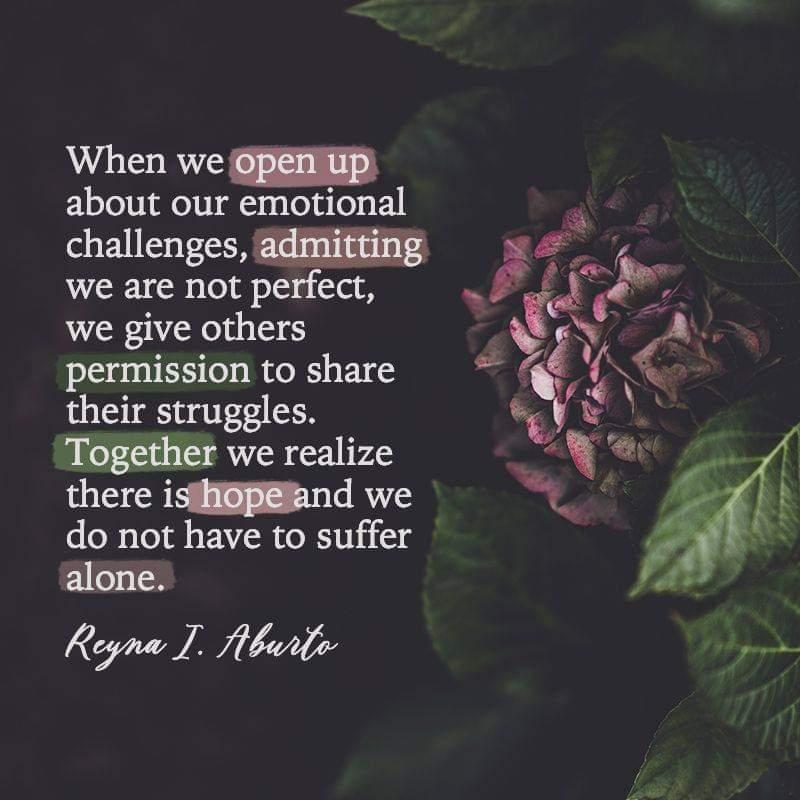 When we open up
about our emotional
challenges, admitting
we are not perfect,
we give others
permission to share
their struggles.
Together we realize
there is hope and we
do not have to suffer
alone.
Reyna I. Aburto